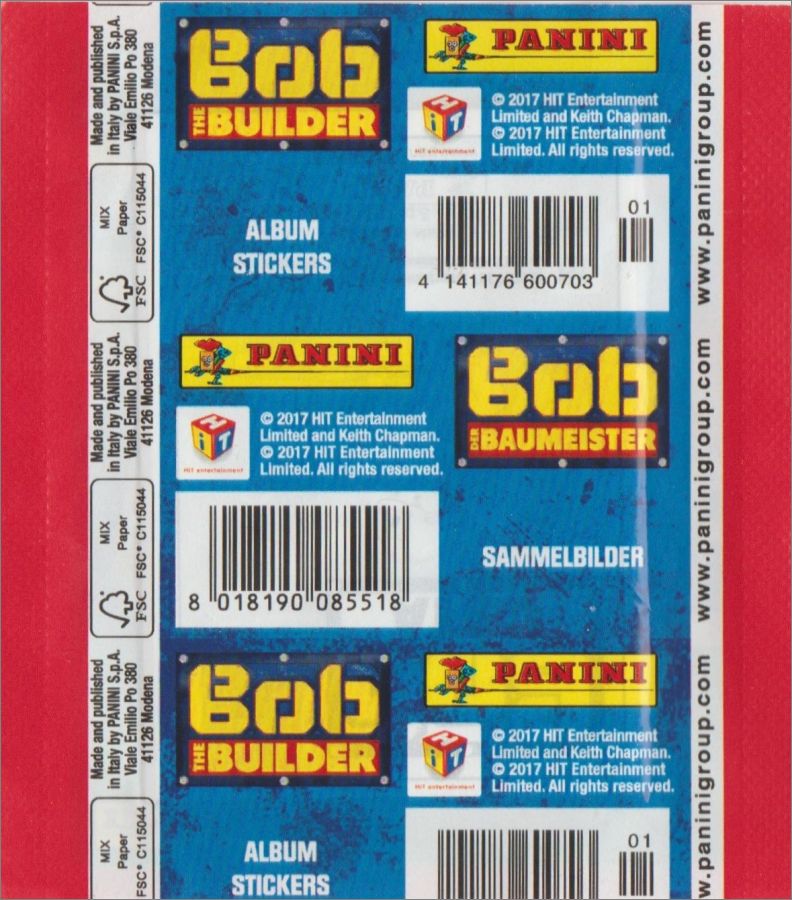 Bob
THE BUILDER
PANINI
HiT
HiT entertainment
© 2017 HIT Entertainment
Limited and Keith Chapman.
© 2017 HIT Entertainment
Limited. All rights reserved.
ALBUM
STICKERS
01
4 141176 600703
PANINI
HiT
HiT entertainment
© 2017 HIT Entertainment
Limited and Keith Chapman.
© 2017 HIT Entertainment
Limited. All rights reserved.
Bob
DER BAUMEISTER
8 018190 085518
SAMMELBILDER
Bob
THE BUILDER
PANINI
HiT
HiT entertainment
© 2017 HIT Entertainment
Limited and Keith Chapman.
© 2017 HIT Entertainment
Limited. All rights reserved.
ALBUM
STICKERS
01
Made and published
in Italy by PANINI S.p.A.
Viale Emilio Po 380
41126 Modena
MIX
Paper
FSC® C115044
FSC
Made and published
in Italy by PANINI S.p.A.
Viale Emilio Po 380
41126 Modena
MIX
Paper
FSC® C115044
FSC
Made and published
in Italy by PANINI S.p.A.
Viale Emilio Po 380
41126 Modena
MIX
Paper
FSC® C115044
www.paninigroup.com
www.paninigroup.com
w.paninigroup.com